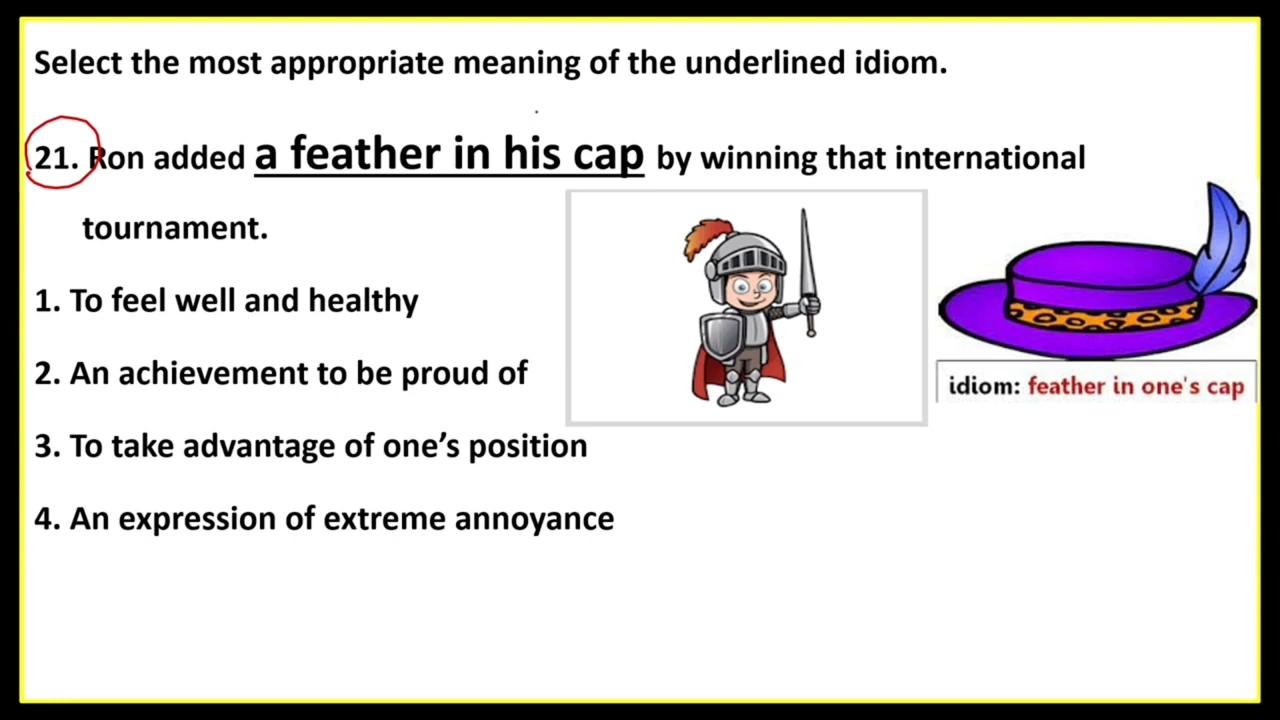 Select the most appropriate meaning of the underlined idiom.
21. Ron added a feather in his cap by winning that international
tournament.
1. To feel well and healthy
2. An achievement to be proud of
idiom: feather in one's cap
3. To take advantage of one’s position
4. An expression of extreme annoyance